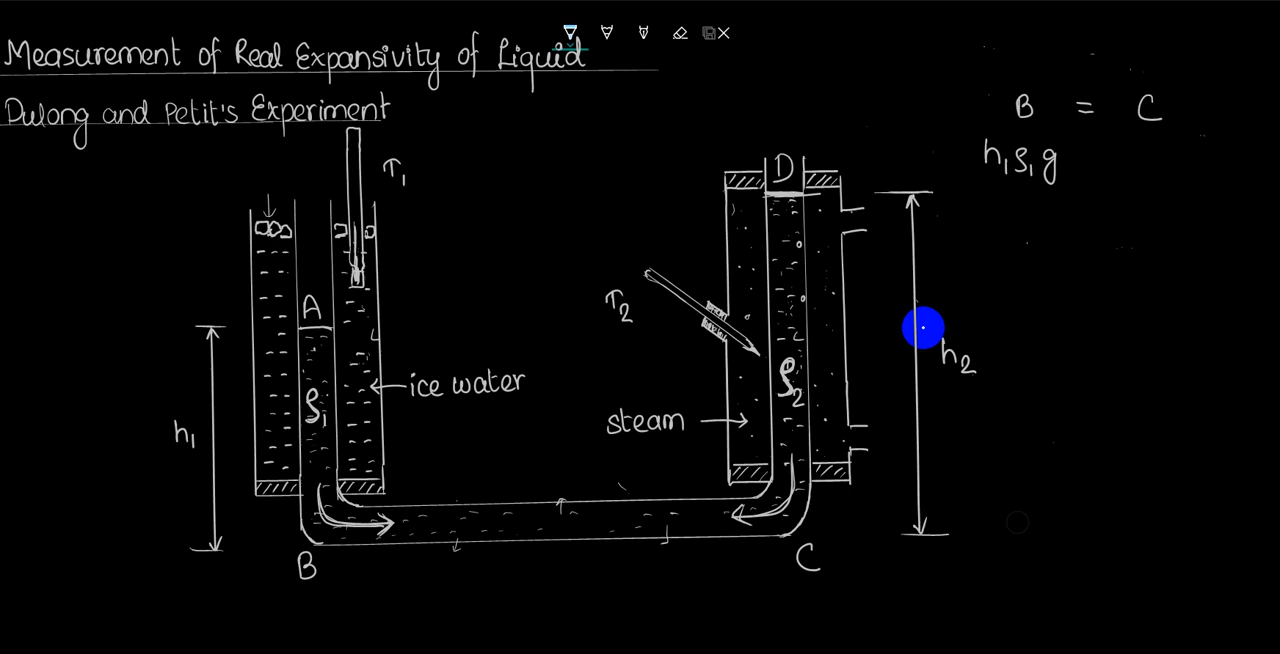 Measurement of Real Expansivity of Liquid
Dulong and Petit's Experiment
B = C
h₁ρ₁g
T₁
D
A
T₂
h₂
ice water
ρ₁
ρ₂
h₁
steam
B
C